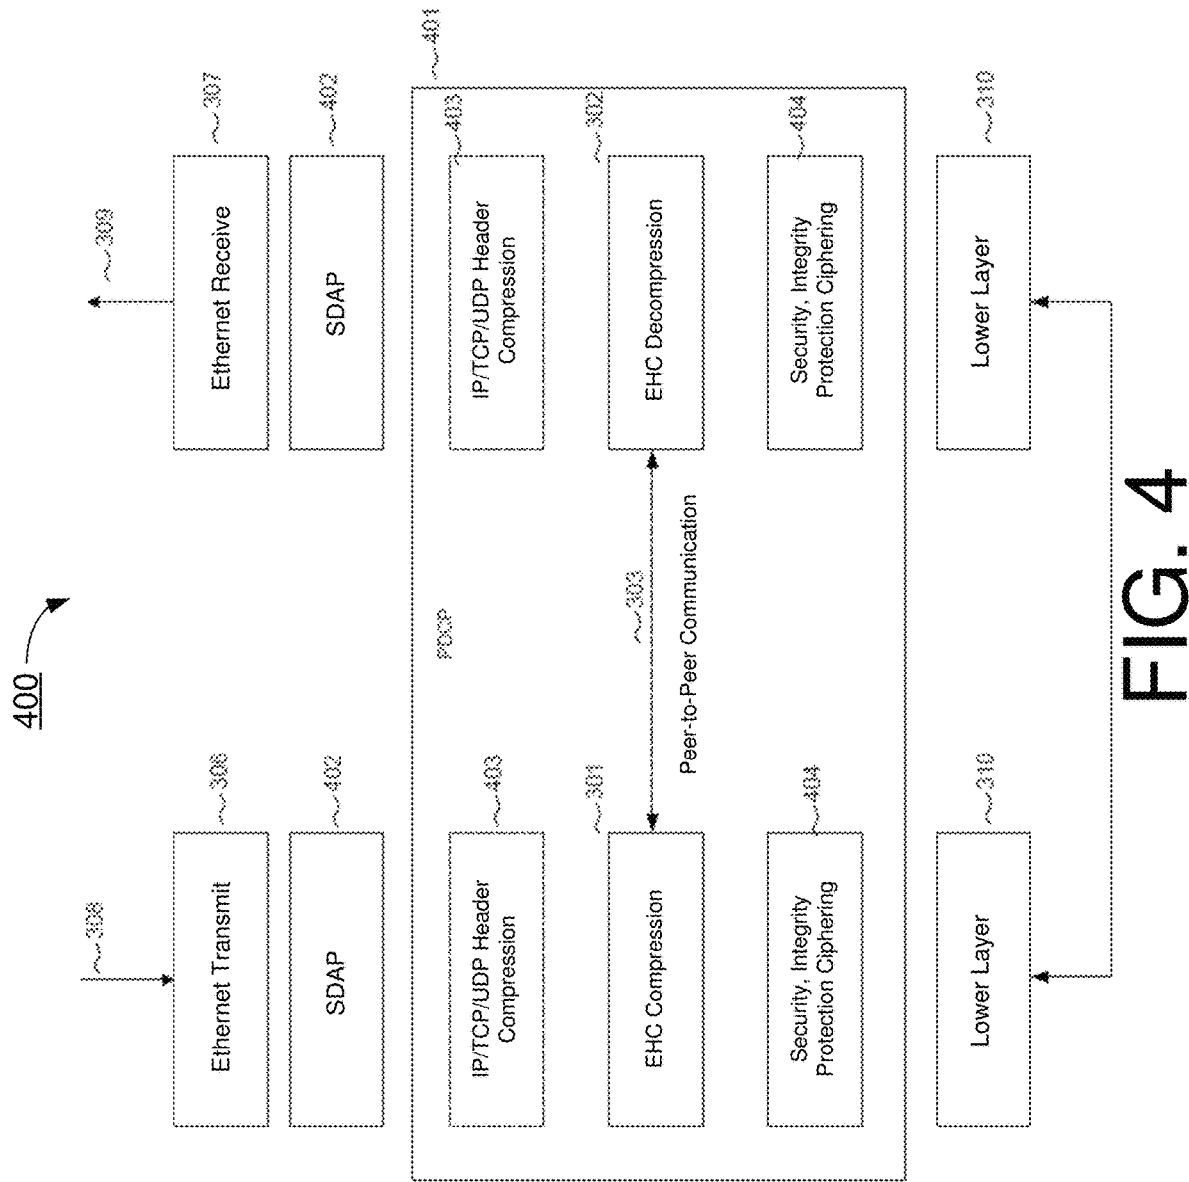 400
308
309
Ethernet Transmit
306
Ethernet Receive
307
SDAP
402
SDAP
402
401
PDCP
IP/TCP/UDP Header
Compression
403
IP/TCP/UDP Header
Compression
403
EHC Compression
301
303
Peer-to-Peer Communication
EHC Decompression
302
Security, Integrity
Protection Ciphering
404
Security, Integrity
Protection Ciphering
404
Lower Layer
310
Lower Layer
310
FIG. 4